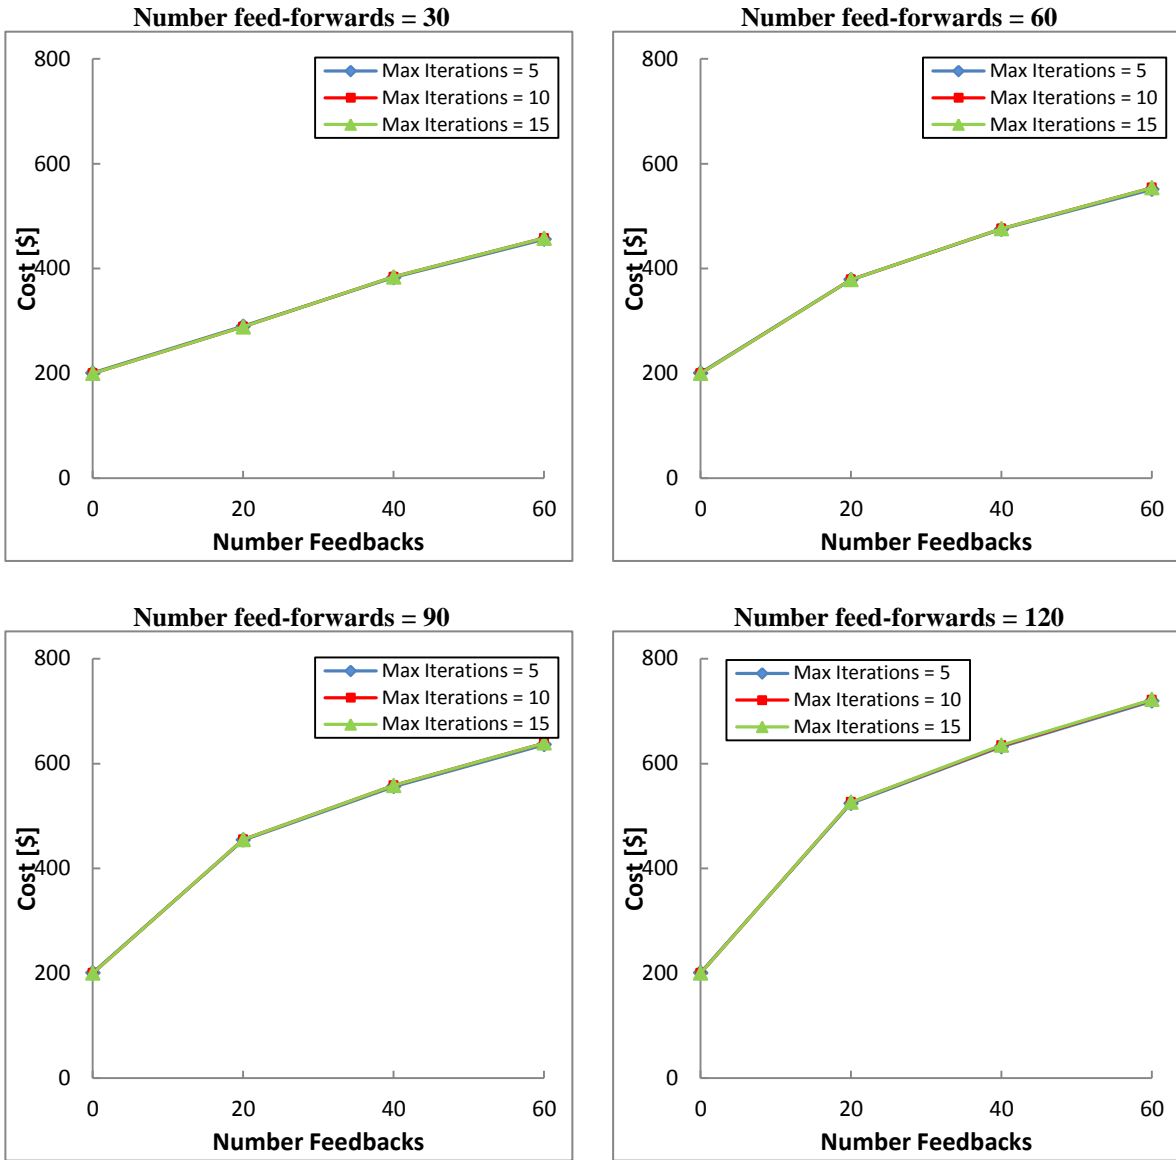 Number feed-forwards = 30
800
600
400
200
0
Cost [$]
Max Iterations = 5
Max Iterations = 10
Max Iterations = 15
0 20 40 60
Number Feedbacks
Number feed-forwards = 60
800
600
400
200
0
Cost [$]
Max Iterations = 5
Max Iterations = 10
Max Iterations = 15
0 20 40 60
Number Feedbacks
Number feed-forwards = 90
800
600
400
200
0
Cost [$]
Max Iterations = 5
Max Iterations = 10
Max Iterations = 15
0 20 40 60
Number Feedbacks
Number feed-forwards = 120
800
600
400
200
0
Cost [$]
Max Iterations = 5
Max Iterations = 10
Max Iterations = 15
0 20 40 60
Number Feedbacks